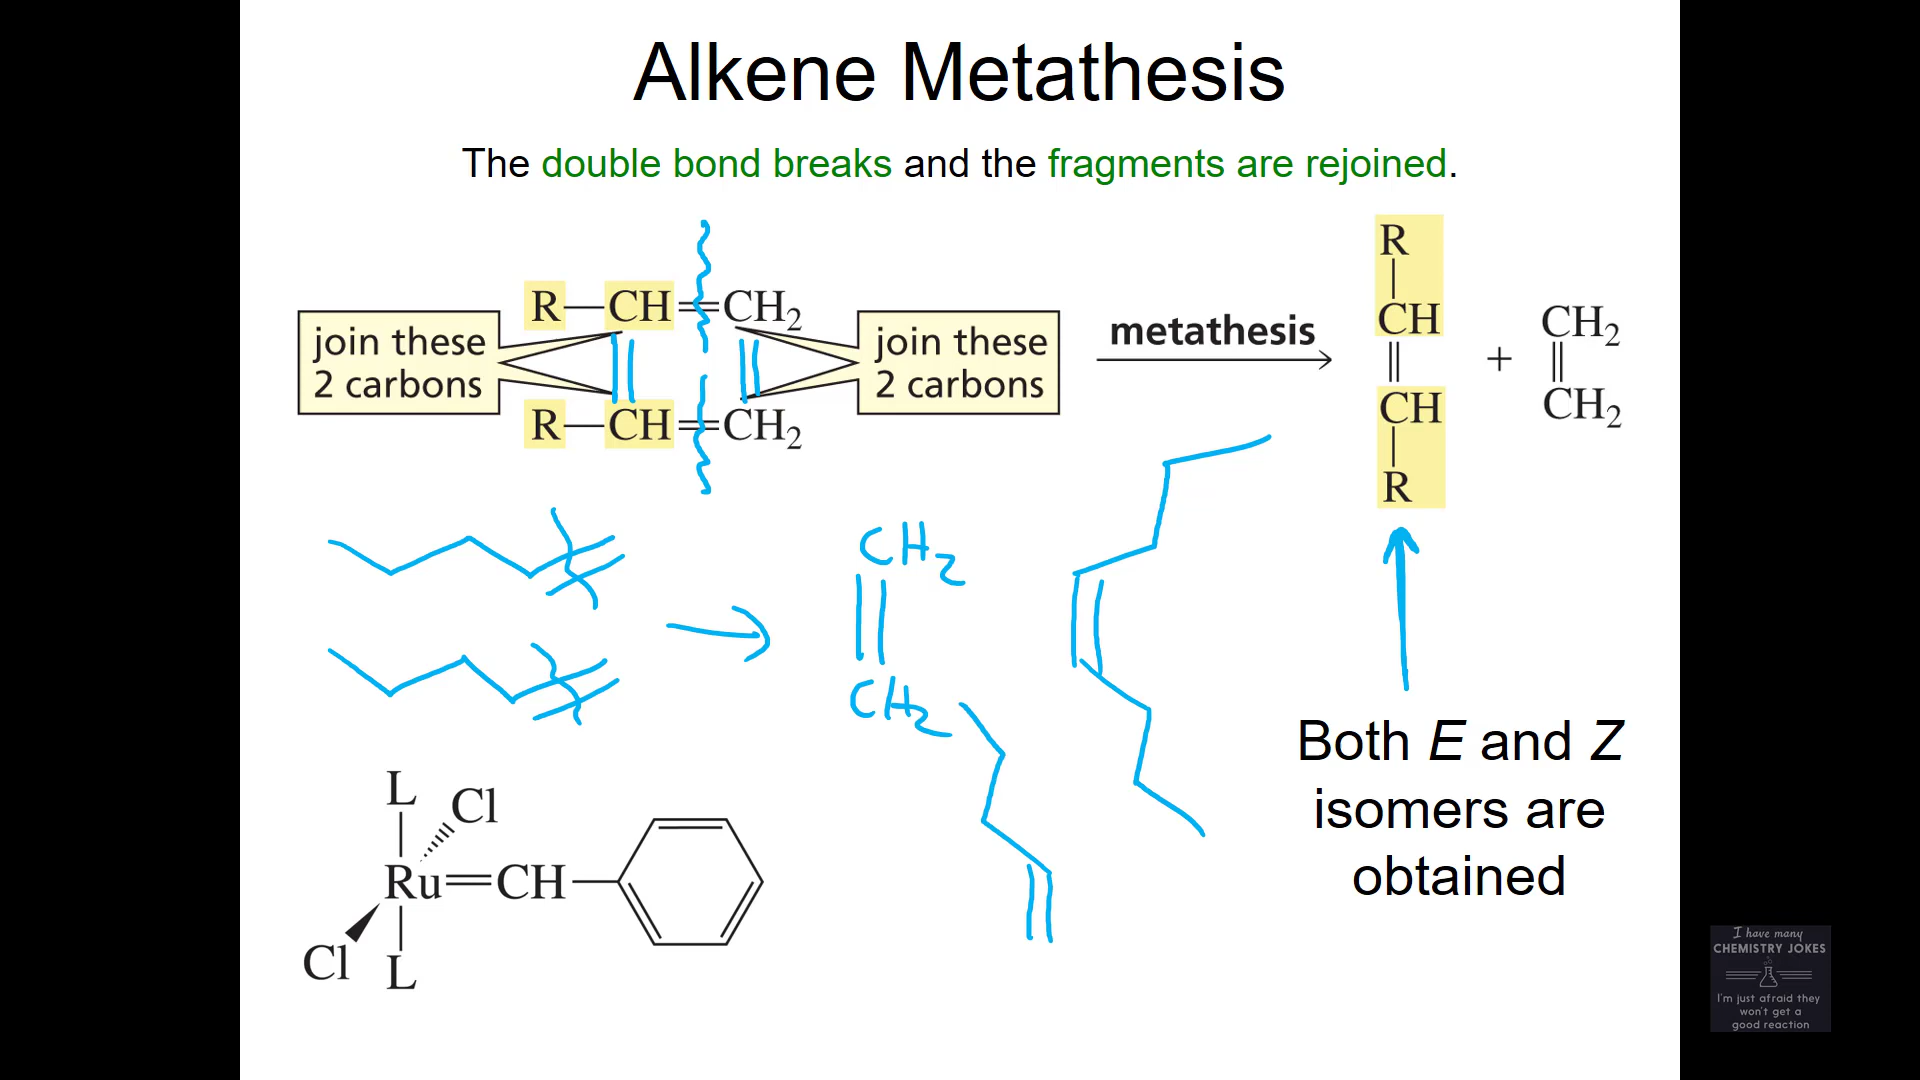 Alkene Metathesis
The double bond breaks and the fragments are rejoined.
join these
2 carbons
R—CH=CH₂
R—CH=CH₂
join these
2 carbons
metathesis
R
CH
CH
R
+
CH₂
CH₂
CH₂
CH₂
Both E and Z
isomers are
obtained
L
Cl
Ru=CH
Cl
L
I have many
CHEMISTRY JOKES
I'm just afraid they
won't get a
good reaction